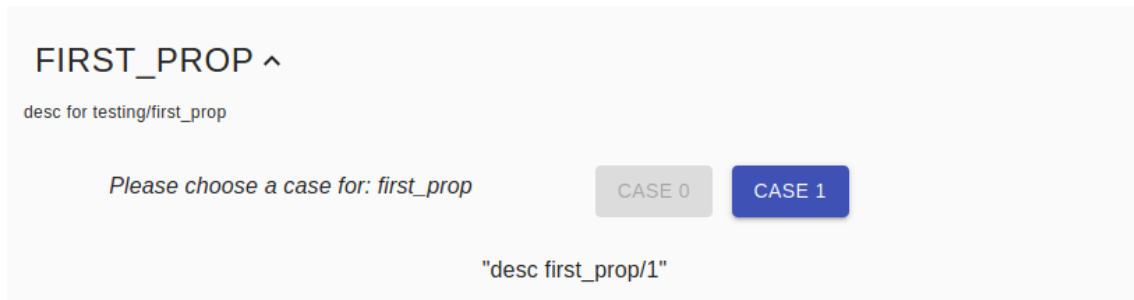 FIRST_PROP
desc for testing/first_prop
Please choose a case for: first_prop
CASE 0
CASE 1
"desc first_prop/1"